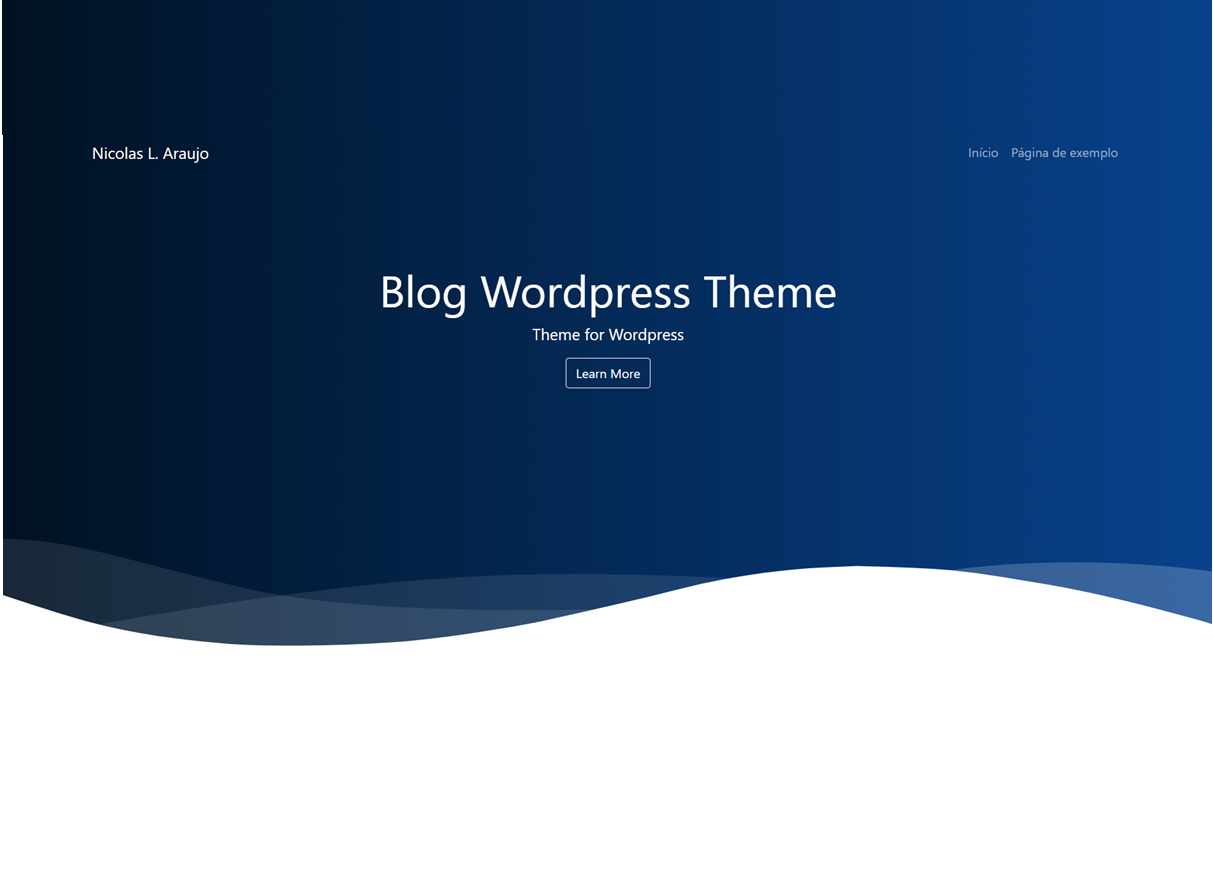 Nicolas L. Araujo
Início Página de exemplo
Blog Wordpress Theme
Theme for Wordpress
Learn More